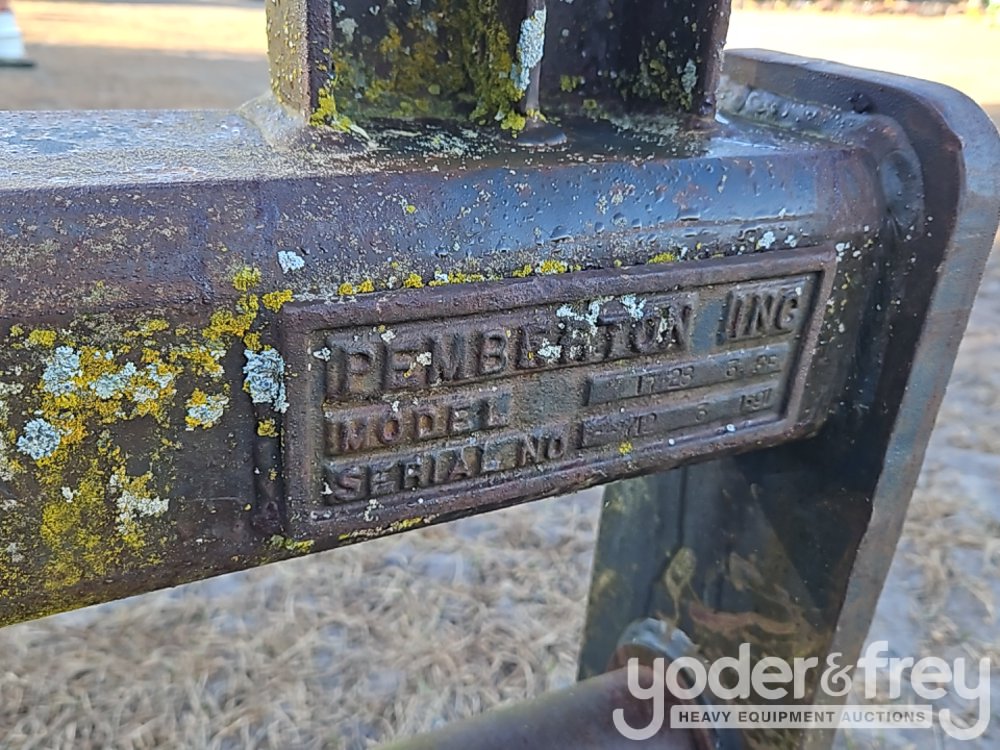 PEMBERTON INC
MODEL
SERIAL NO
yoder&frey
HEAVY EQUIPMENT AUCTIONS